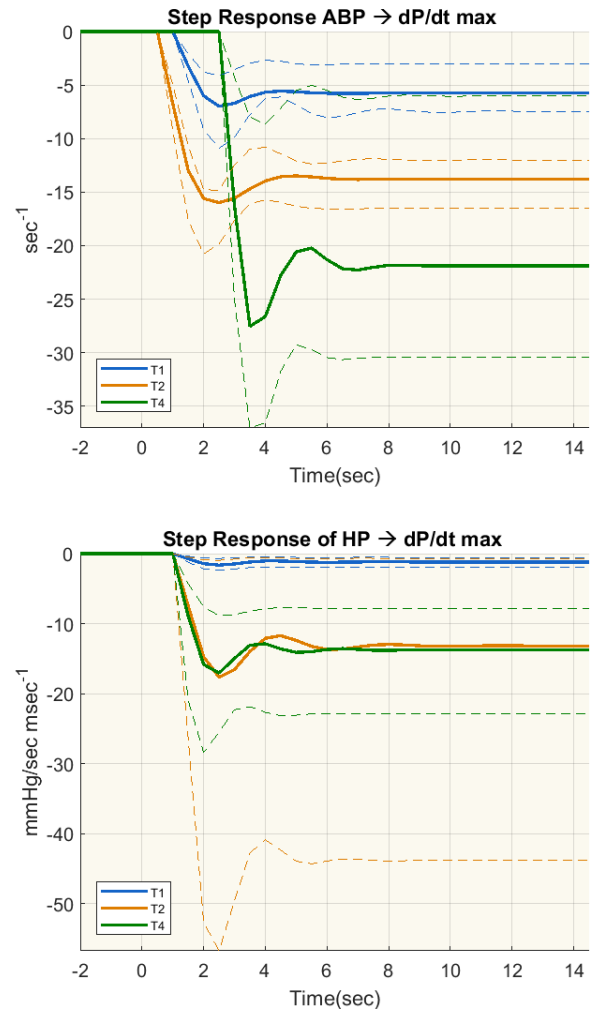 Step Response ABP → dP/dt max
0
-5
-10
-15
-20
-25
-30
-35
sec⁻¹
T1
T2
T4
-2 0 2 4 6 8 10 12 14
Time(sec)
Step Response of HP → dP/dt max
0
-10
-20
-30
-40
-50
mmHg/sec msec⁻¹
T1
T2
T4
-2 0 2 4 6 8 10 12 14
Time(sec)